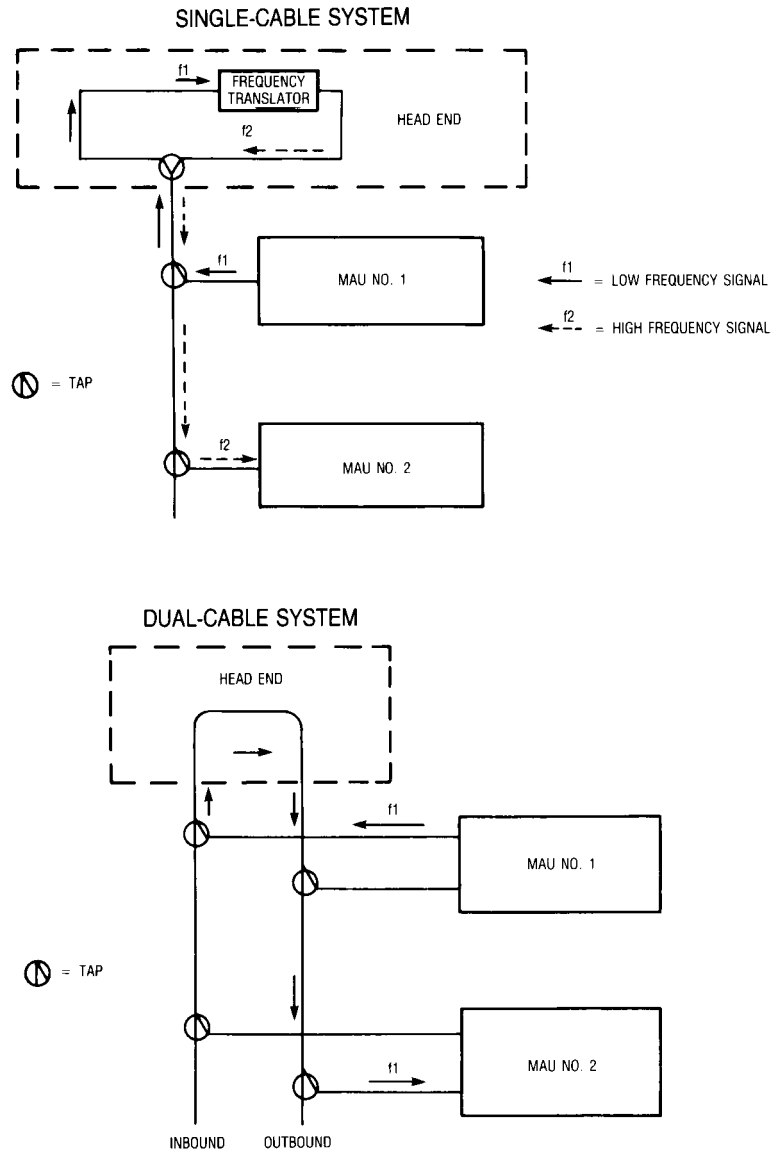 SINGLE-CABLE SYSTEM
f1
FREQUENCY
TRANSLATOR
HEAD END
f2
f1
MAU NO. 1
f1
= LOW FREQUENCY SIGNAL
f2
= HIGH FREQUENCY SIGNAL
= TAP
f2
MAU NO. 2
DUAL-CABLE SYSTEM
HEAD END
f1
MAU NO. 1
= TAP
f1
MAU NO. 2
INBOUND
OUTBOUND